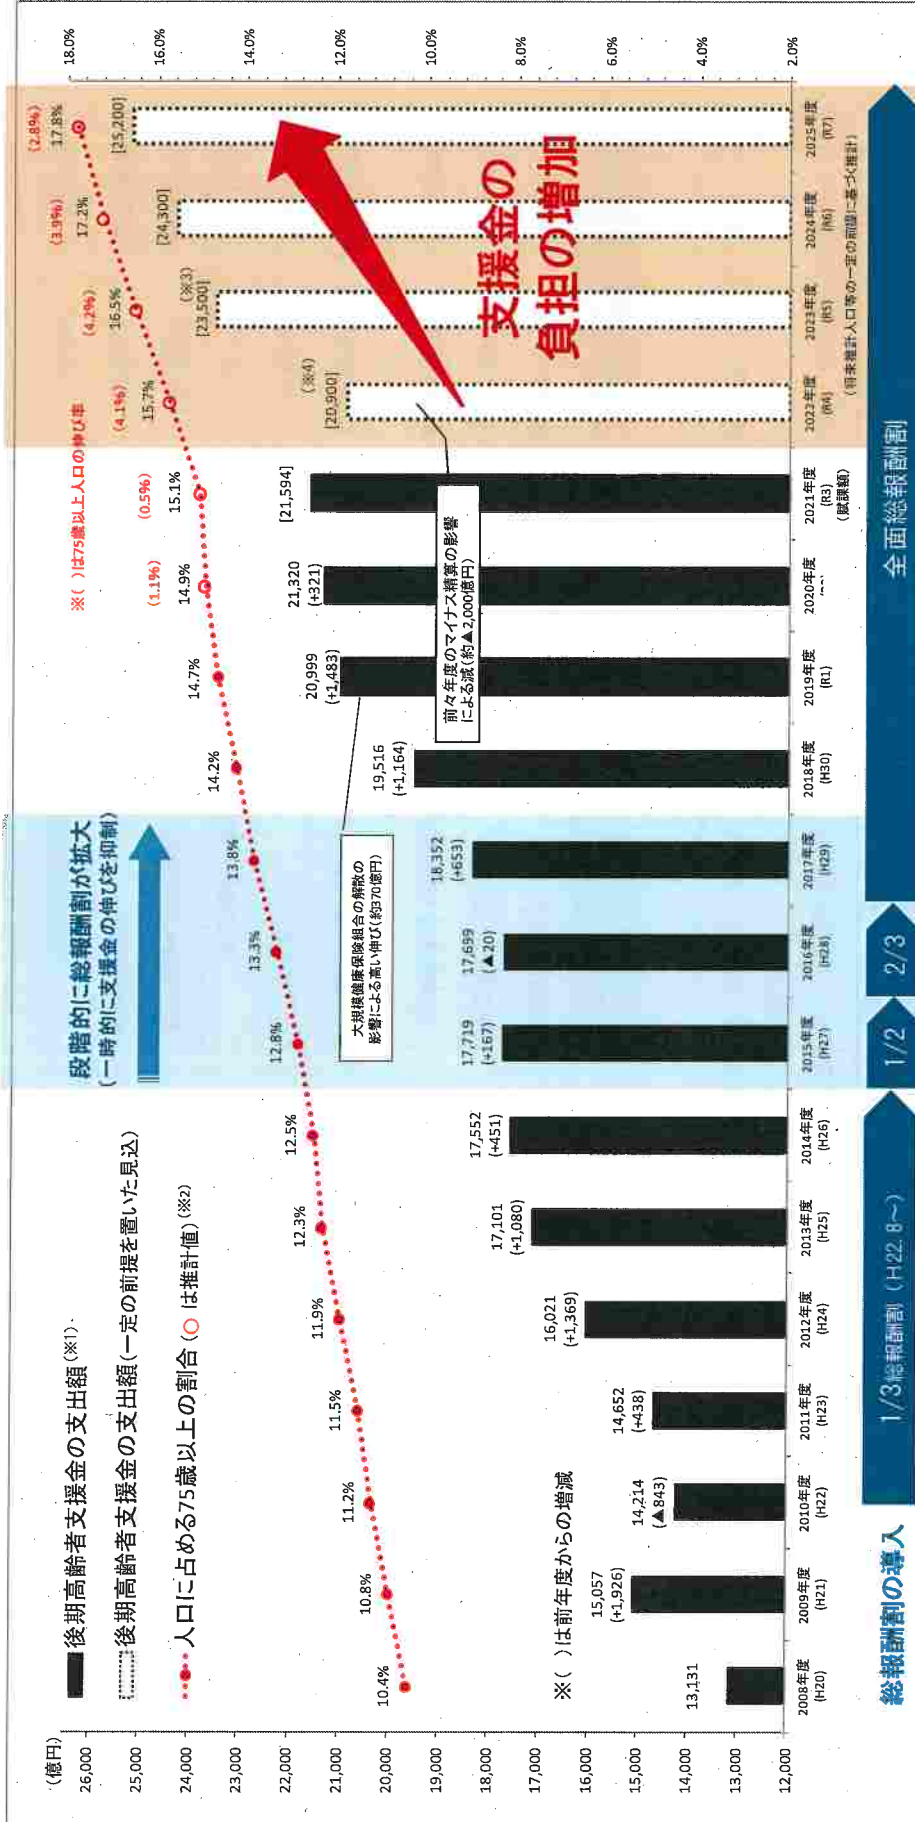 (億円)
26,000
25,000
24,000
23,000
22,000
21,000
20,000
19,000
18,000
17,000
16,000
15,000
14,000
13,000
12,000
後期高齢者支援金の支出額(※1)
後期高齢者支援金の支出額(一定の前提を置いた見込)
人口に占める75歳以上の割合(○ は推計値)(※2)
段階的に総報酬割が拡大
(一時的に支援金の伸びを抑制)
※( )は75歳以上人口の伸び率
(1.1%)
(0.5%)
(4.1%)
(4.2%)
(3.9%)
(2.8%)
10.4%
10.8%
11.2%
11.5%
11.9%
12.3%
12.5%
12.8%
13.3%
13.8%
14.2%
14.7%
14.9%
15.1%
15.7%
16.5%
17.2%
17.8%
18.0%
16.0%
14.0%
12.0%
10.0%
8.0%
6.0%
4.0%
2.0%
大規模健康保険組合の解散の
影響による高い伸び(約370億円)
前々年度のマイナス精算の影響
による減(約▲2,000億円)
支援金の
負担の増加
※( )は前年度からの増減
13,131
15,057
(+1,926)
14,214
(▲843)
14,652
(+438)
16,021
(+1,369)
17,101
(+1,080)
17,552
(+451)
17,719
(+167)
17,699
(▲20)
18,352
(+653)
19,516
(+1,164)
20,999
(+1,483)
21,320
(+321)
[21,594]
(※4)
[20,900]
(※3)
[23,500]
[24,300]
[25,200]
2008年度
(H20)
2009年度
(H21)
2010年度
(H22)
2011年度
(H23)
2012年度
(H24)
2013年度
(H25)
2014年度
(H26)
2015年度
(H27)
2016年度
(H28)
2017年度
(H29)
2018年度
(H30)
2019年度
(R1)
2020年度
2021年度
(R3)
(賦課額)
2022年度
(R4)
2023年度
(R5)
2024年度
(R6)
2025年度
(R7)
(将来推計人口等の一定の前提に基づく推計)
総報酬割の導入
1/3総報酬割(H22.8～)
1/2
2/3
全面総報酬割